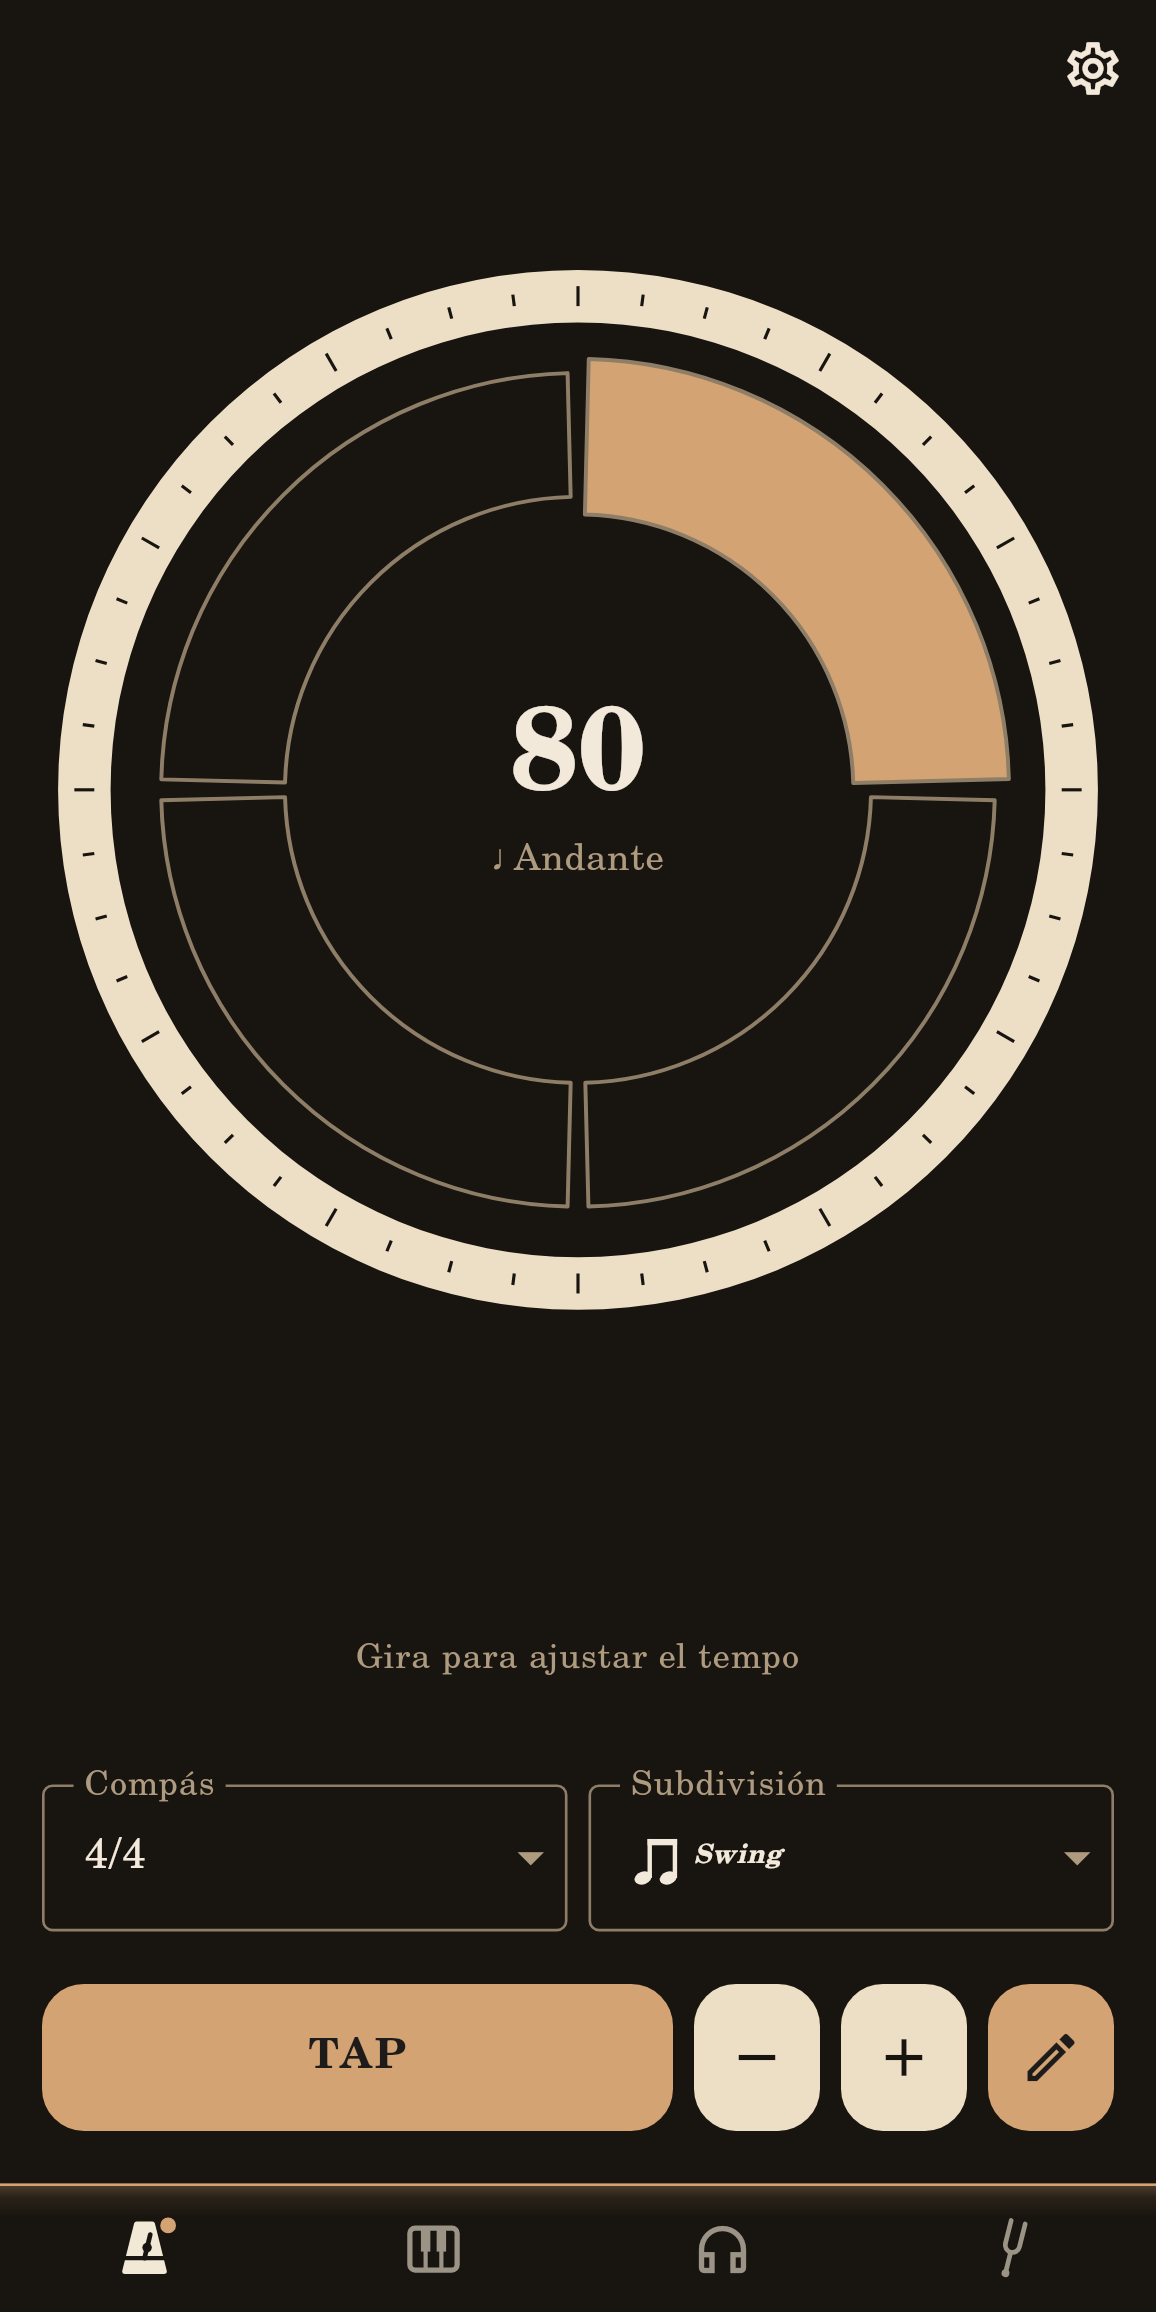 80
♩ Andante
Gira para ajustar el tempo
Compás
4/4
Subdivisión
Swing
TAP